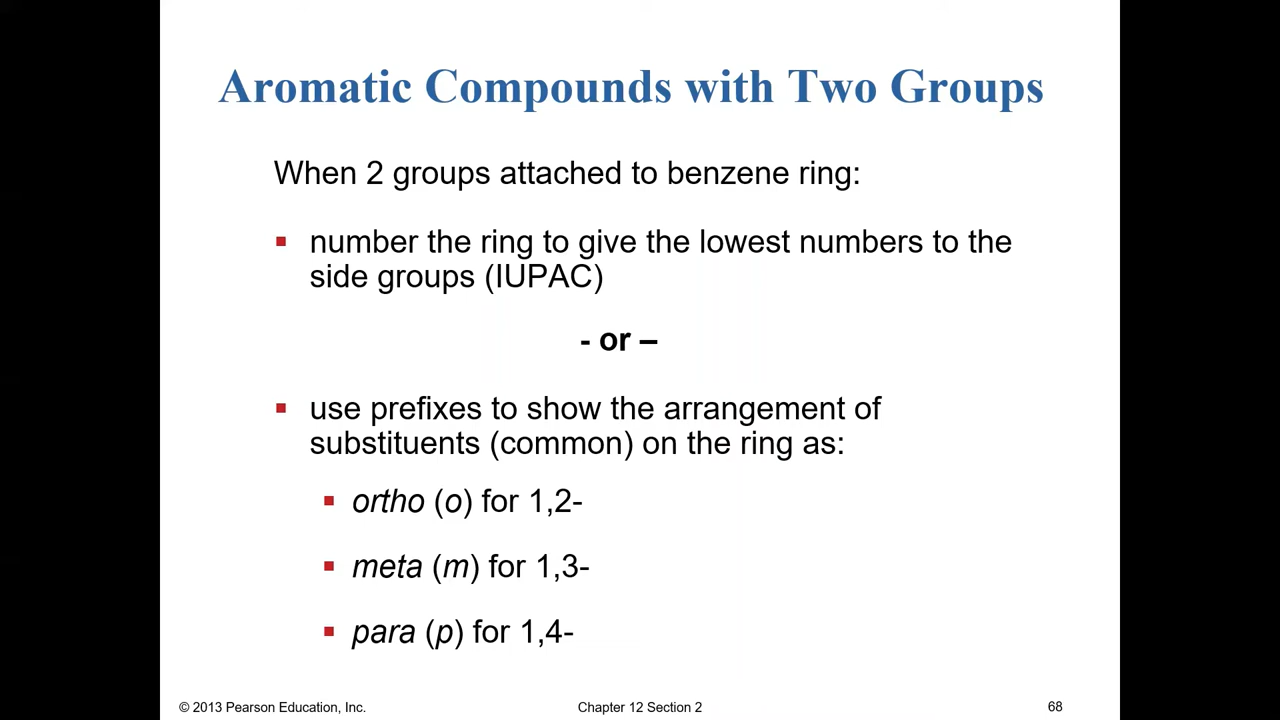 Aromatic Compounds with Two Groups
When 2 groups attached to benzene ring:
▪ number the ring to give the lowest numbers to the
side groups (IUPAC)
- or –
▪ use prefixes to show the arrangement of
substituents (common) on the ring as:
▪ ortho (o) for 1,2-
▪ meta (m) for 1,3-
▪ para (p) for 1,4-
© 2013 Pearson Education, Inc.
Chapter 12 Section 2
68